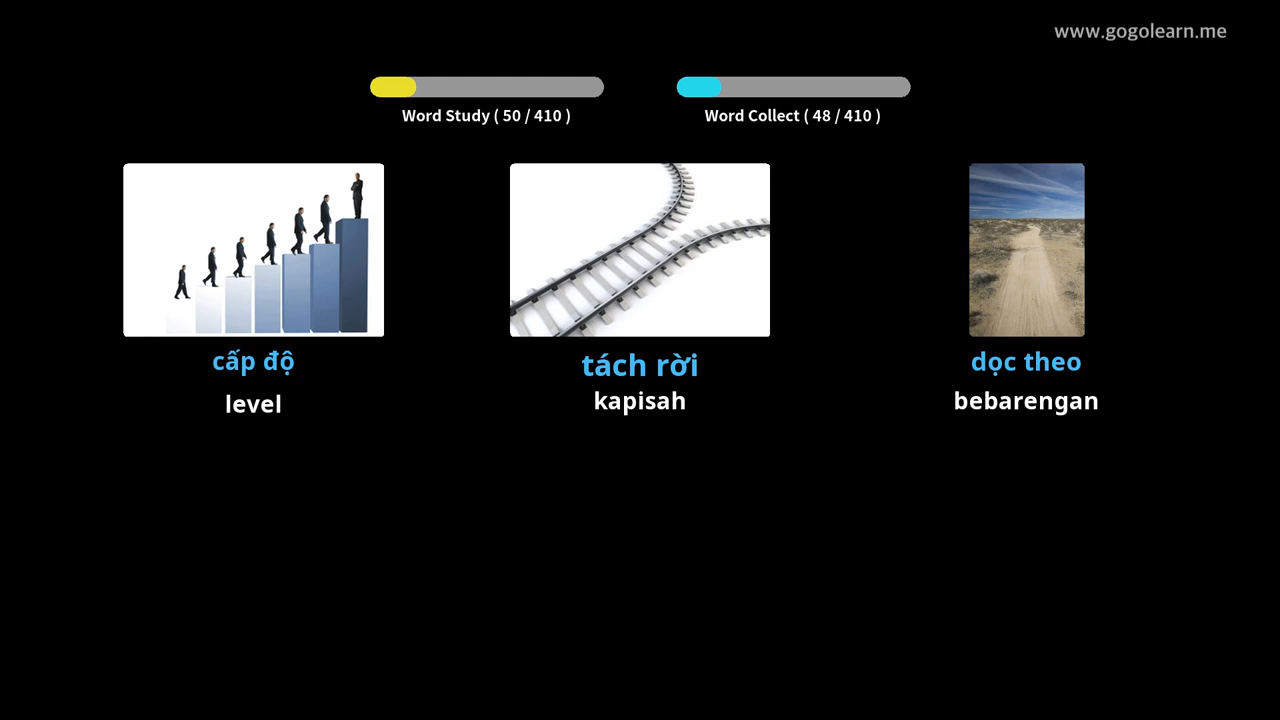 www.gogolearn.me
Word Study ( 50 / 410 )
Word Collect ( 48 / 410 )
cấp độ
level
tách rời
kapisah
dọc theo
bebarengan